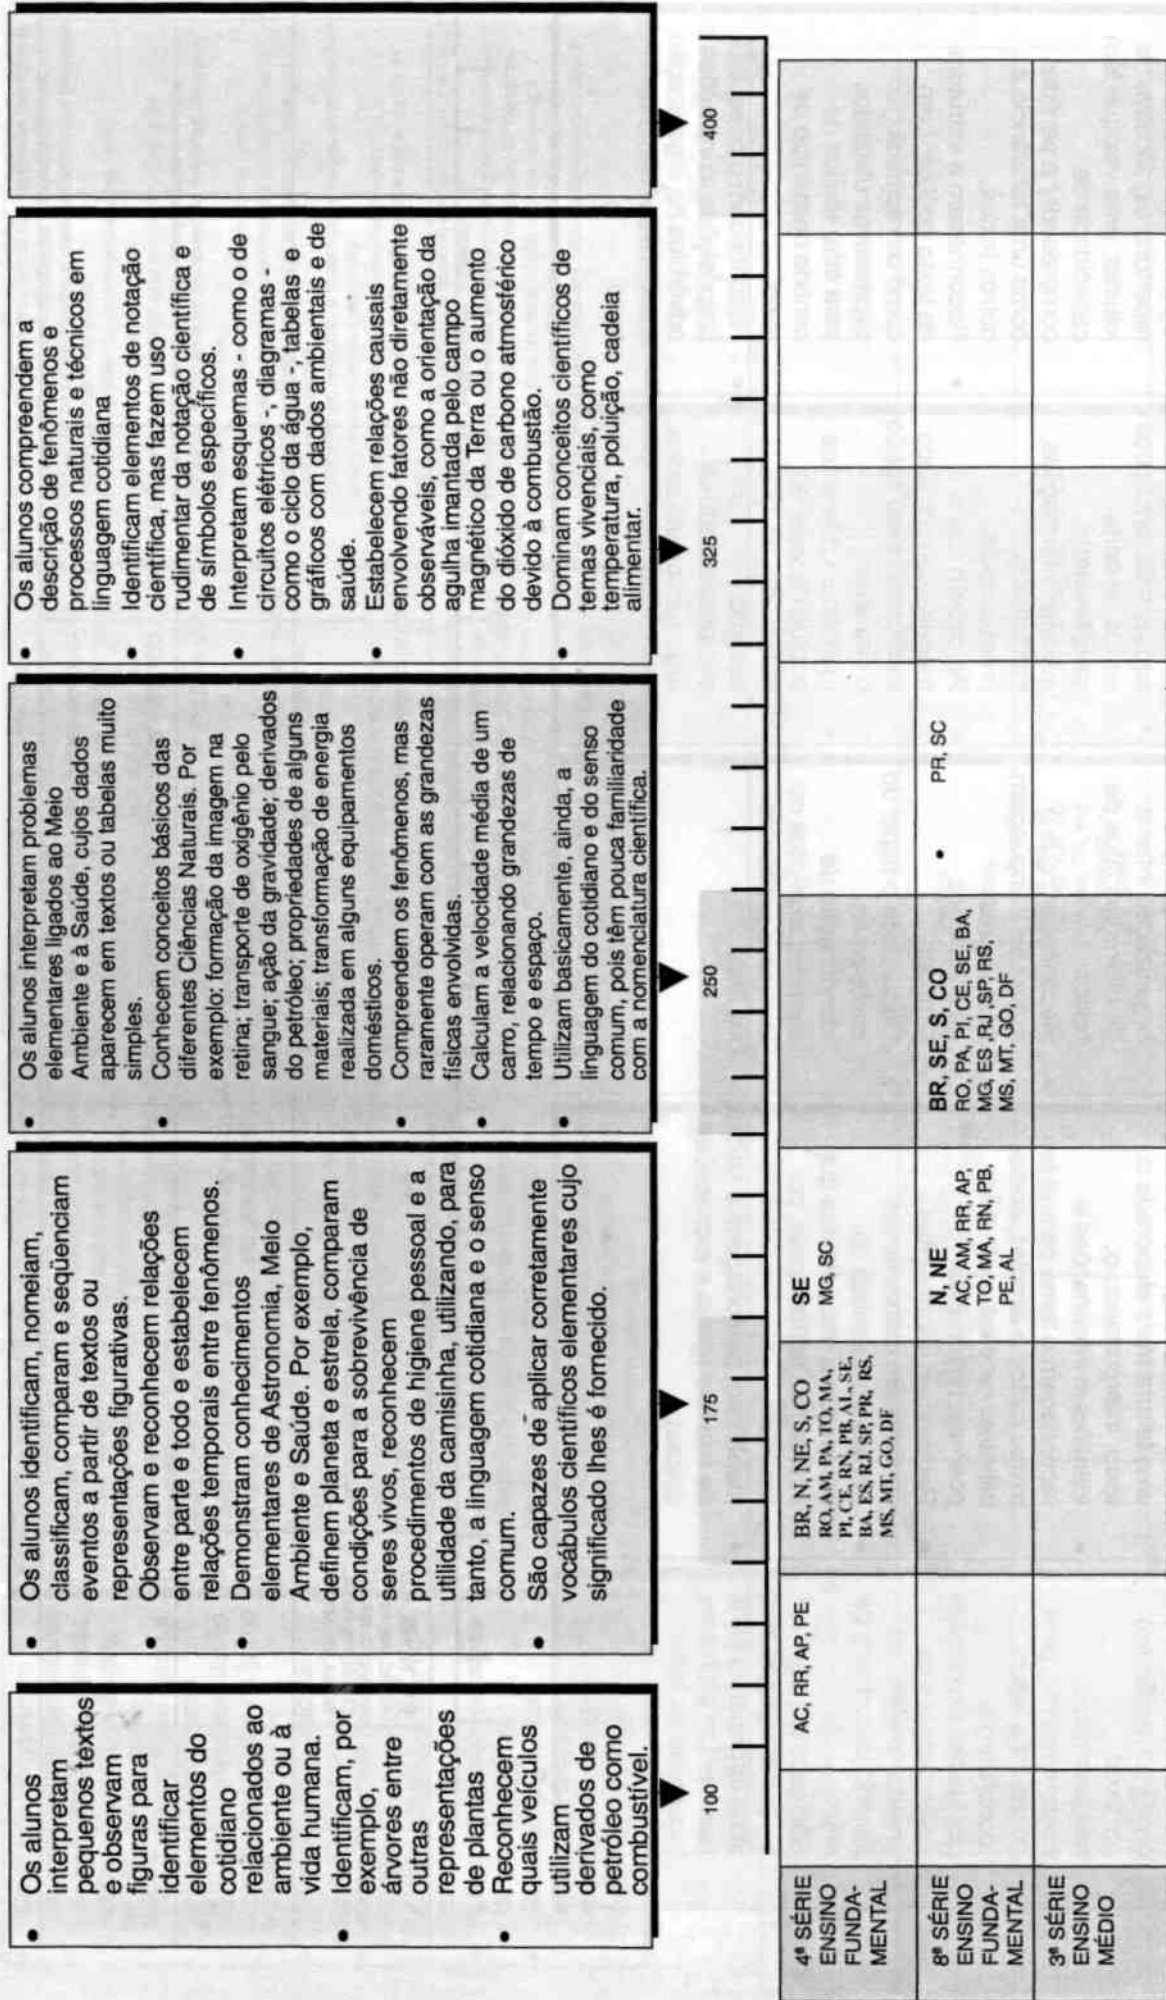 • Os alunos
interpretam
pequenos textos
e observam
figuras para
identificar
elementos do
cotidiano
relacionados ao
ambiente ou à
vida humana.
• Identificam, por
exemplo,
árvores entre
outras
representações
de plantas
• Reconhecem
quais veículos
utilizam
derivados de
petróleo como
combustível.
• Os alunos identificam, nomeiam,
classificam, comparam e seqüenciam
eventos a partir de textos ou
representações figurativas.
• Observam e reconhecem relações
entre parte e todo e estabelecem
relações temporais entre fenômenos.
• Demonstram conhecimentos
elementares de Astronomia, Meio
Ambiente e Saúde. Por exemplo,
definem planeta e estrela, comparam
condições para a sobrevivência de
seres vivos, reconhecem
procedimentos de higiene pessoal e a
utilidade da camisinha, utilizando, para
tanto, a linguagem cotidiana e o senso
comum.
• São capazes de aplicar corretamente
vocábulos científicos elementares cujo
significado lhes é fornecido.
• Os alunos interpretam problemas
elementares ligados ao Meio
Ambiente e à Saúde, cujos dados
aparecem em textos ou tabelas muito
simples.
• Conhecem conceitos básicos das
diferentes Ciências Naturais. Por
exemplo: formação da imagem na
retina; transporte de oxigênio pelo
sangue; ação da gravidade; derivados
do petróleo; propriedades de alguns
materiais; transformação de energia
realizada em alguns equipamentos
domésticos.
• Compreendem os fenômenos, mas
raramente operam com as grandezas
físicas envolvidas.
• Calculam a velocidade média de um
carro, relacionando grandezas de
tempo e espaço.
• Utilizam basicamente, ainda, a
linguagem do cotidiano e do senso
comum, pois têm pouca familiaridade
com a nomenclatura científica.
• Os alunos compreendem a
descrição de fenômenos e
processos naturais e técnicos em
linguagem cotidiana
• Identificam elementos de notação
científica, mas fazem uso
rudimentar da notação científica e
de símbolos específicos.
• Interpretam esquemas - como o de
circuitos elétricos -, diagramas -
como o ciclo da água -, tabelas e
gráficos com dados ambientais e de
saúde.
• Estabelecem relações causais
envolvendo fatores não diretamente
observáveis, como a orientação da
agulha imantada pelo campo
magnético da Terra ou o aumento
do dióxido de carbono atmosférico
devido à combustão.
• Dominam conceitos científicos de
temas vivenciais, como
temperatura, poluição, cadeia
alimentar.
100 175 250 325 400
4ª SÉRIE
ENSINO
FUNDA-
MENTAL
AC, RR, AP, PE
BR, N, NE, S, CO
RO, AM, PA, TO, MA,
PI, CE, RN, PB, AL, SE,
BA, ES, RJ, SP, PR, RS,
MS, MT, GO, DF
SE
MG, SC
8ª SÉRIE
ENSINO
FUNDA-
MENTAL
N, NE
AC, AM, RR, AP,
TO, MA, RN, PB,
PE, AL
BR, SE, S, CO
RO, PA, PI, CE, SE, BA,
MG, ES ,RJ ,SP, RS,
MS, MT, GO, DF
• PR, SC
3ª SÉRIE
ENSINO
MÉDIO